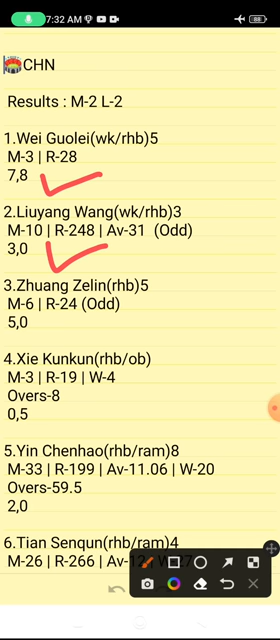 7:32 AM
88
CHN
Results : M-2 L-2
1.Wei Guolei(wk/rhb)5
M-3 | R-28
7,8
2.Liuyang Wang(wk/rhb)3
M-10 | R-248 | Av-31 (Odd)
3,0
3.Zhuang Zelin(rhb)5
M-6 | R-24 (Odd)
5,0
4.Xie Kunkun(rhb/ob)
M-3 | R-19 | W-4
Overs-8
0,5
5.Yin Chenhao(rhb/ram)8
M-33 | R-199 | Av-11.06 | W-20
Overs-59.5
2,0
6.Tian Senqun(rhb/ram)4
M-26 | R-266 | Av-12